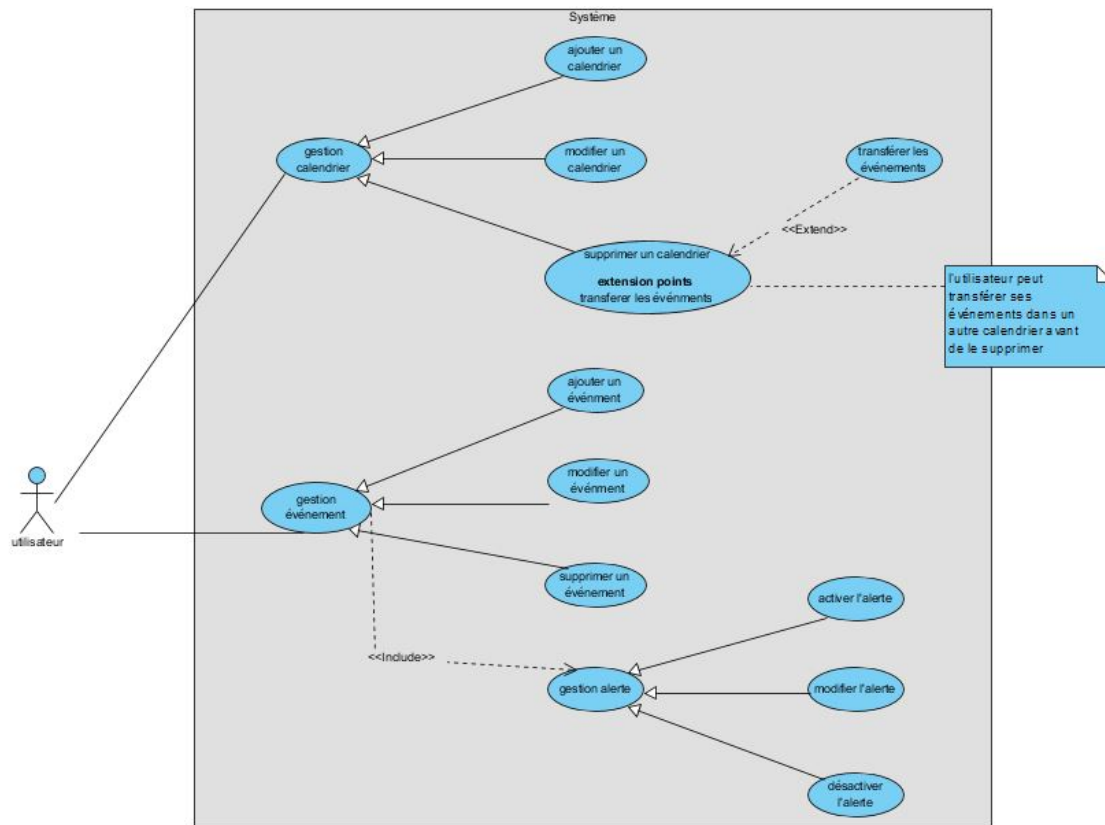 Systéme
ajouter un
calendrier
gestion
calendrier
modifier un
calendrier
transférer les
événements
<<Extend>>
supprimer un calendrier
extension points
transferer les événments
l'utilisateur peut
transférer ses
événements dans un
autre calendrier avant
de le supprimer
ajouter un
événment
modifier un
événment
gestion
événement
utilisateur
supprimer un
événement
activer l'alerte
<<Include>>
gestion alerte
modifier l'alerte
désactiver
l'alerte